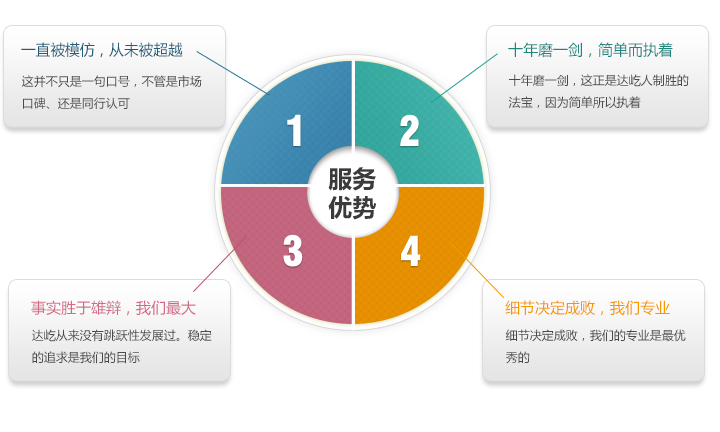 一直被模仿，从未被超越
这并不只是一句口号，不管是市场
口碑、还是同行认可
十年磨一剑，简单而执着
十年磨一剑，这正是达屹人制胜的
法宝，因为简单所以执着
1
2
服务
优势
3
4
事实胜于雄辩，我们最大
达屹从来没有跳跃性发展过。稳定
的追求是我们的目标
细节决定成败，我们专业
细节决定成败，我们的专业是最优
秀的